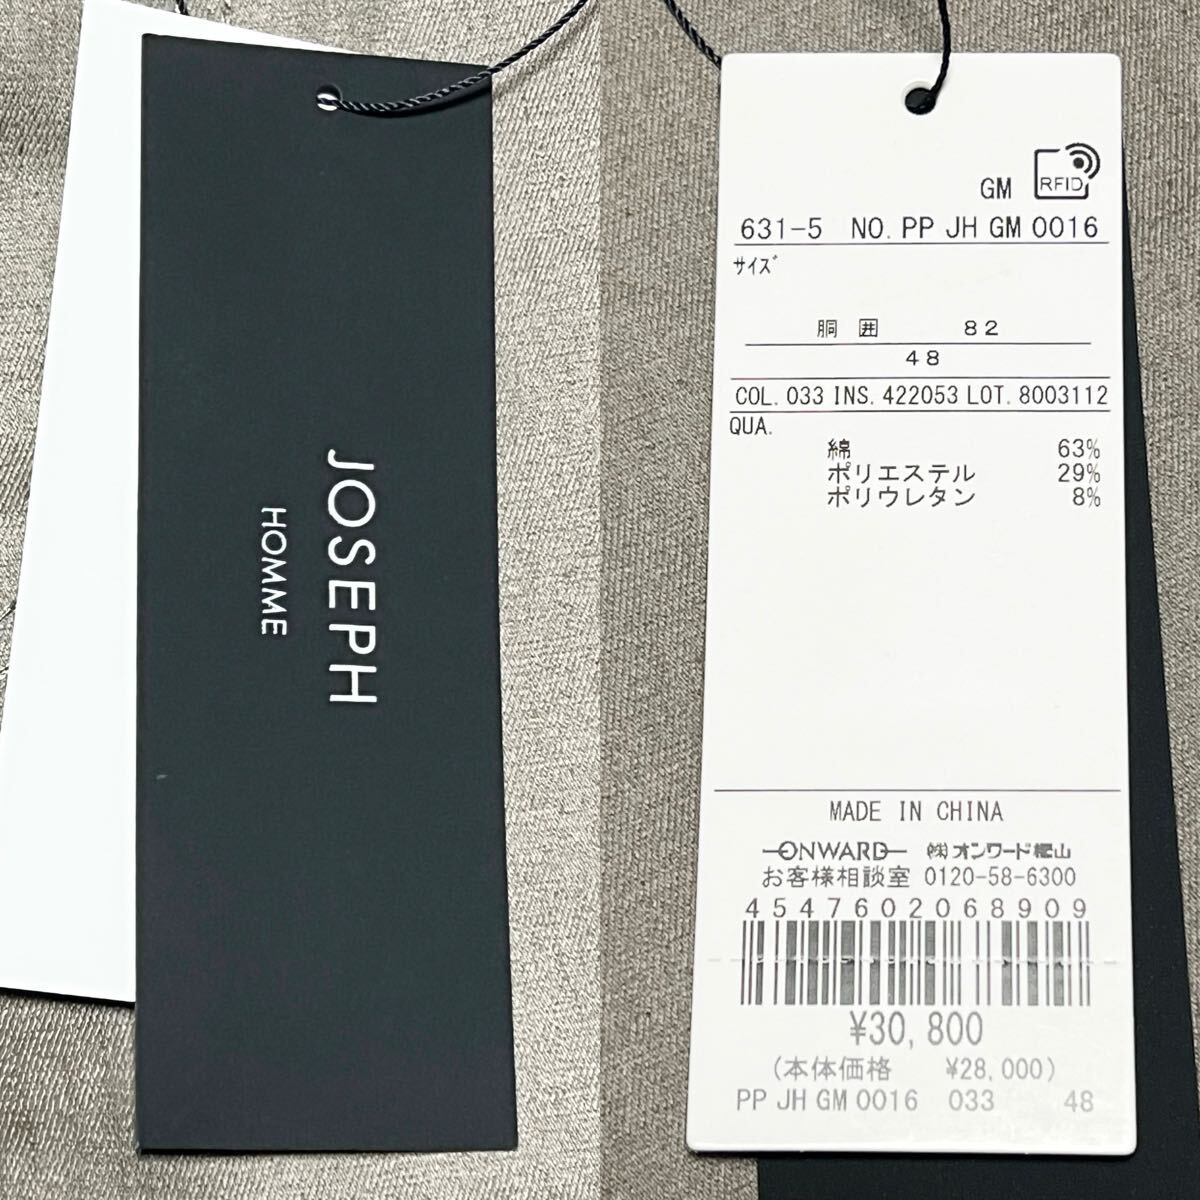 JOSEPH
HOMME
GM
RFID
631-5 NO. PP JH GM 0016
サイズ
胴 囲 82
48
COL. 033 INS. 422053 LOT. 8003112
QUA.
綿 63%
ポリエステル 29%
ポリウレタン 8%
MADE IN CHINA
ONWARD ㈱オンワード樫山
お客様相談室 0120-58-6300
4547602068909
¥30,800
(本体価格 ¥28,000)
PP JH GM 0016 033 48